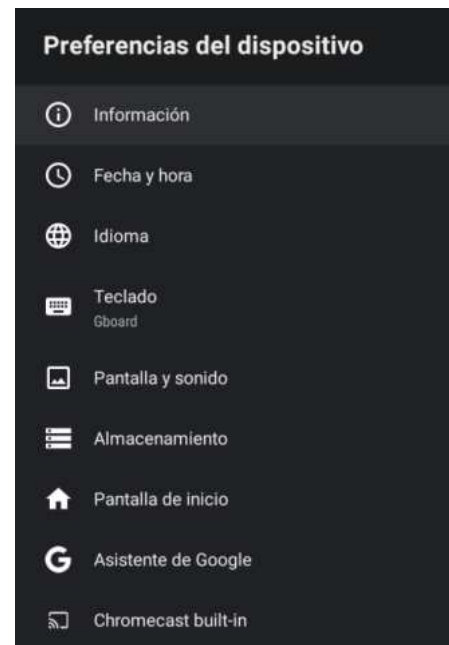 Preferencias del dispositivo
Información
Fecha y hora
Idioma
Teclado
Gboard
Pantalla y sonido
Almacenamiento
Pantalla de inicio
Asistente de Google
Chromecast built-in